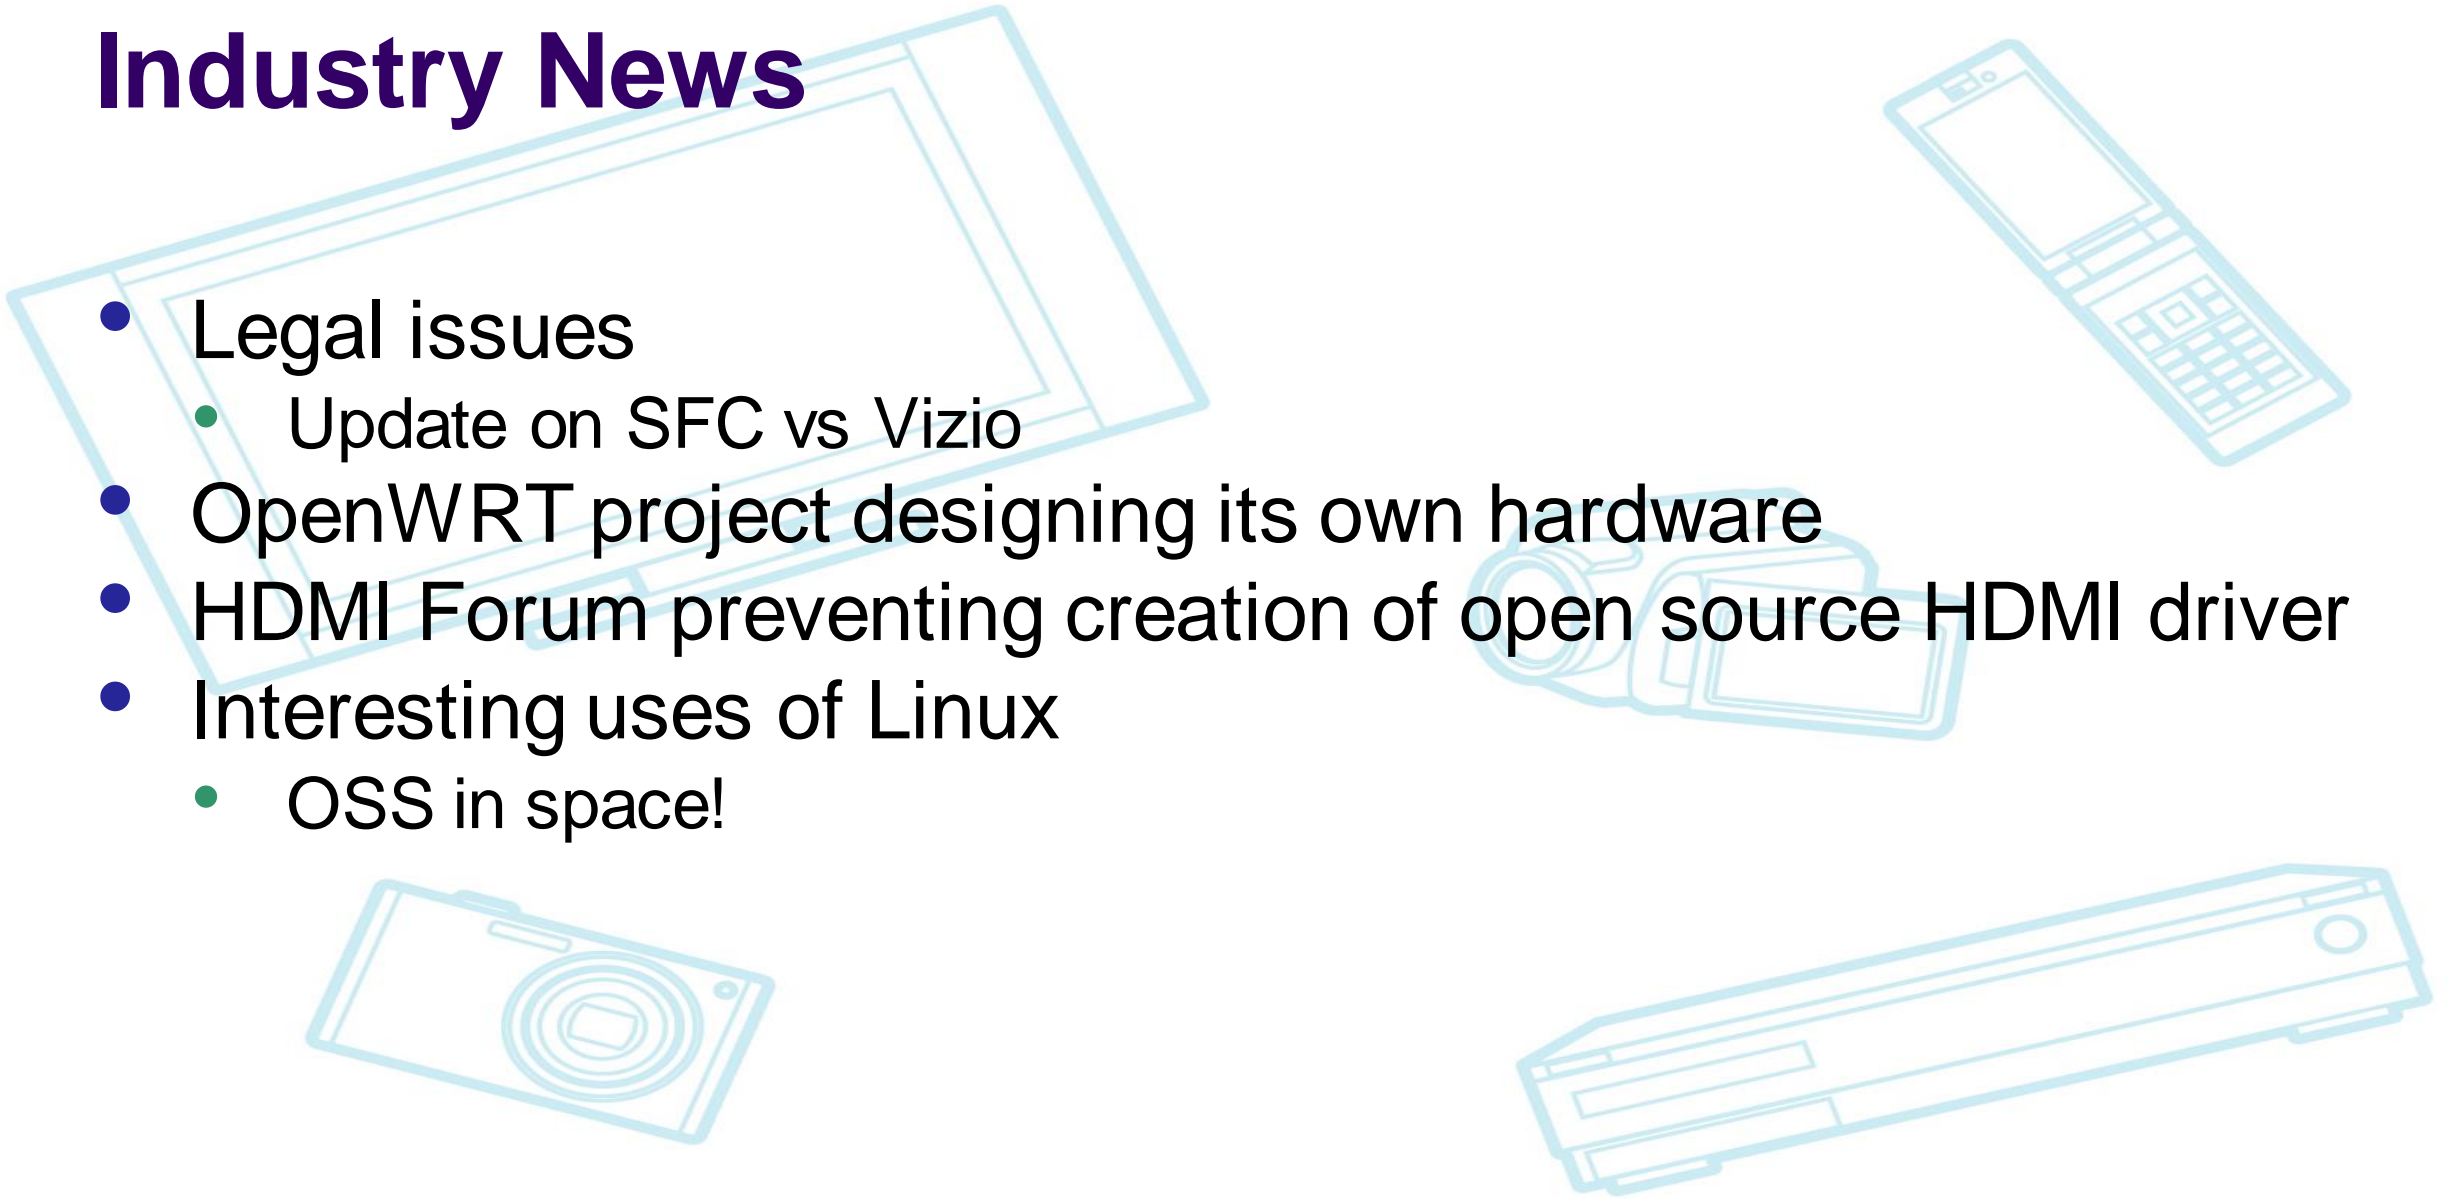 Industry News
• Legal issues
• Update on SFC vs Vizio
• OpenWRT project designing its own hardware
• HDMI Forum preventing creation of open source HDMI driver
• Interesting uses of Linux
• OSS in space!